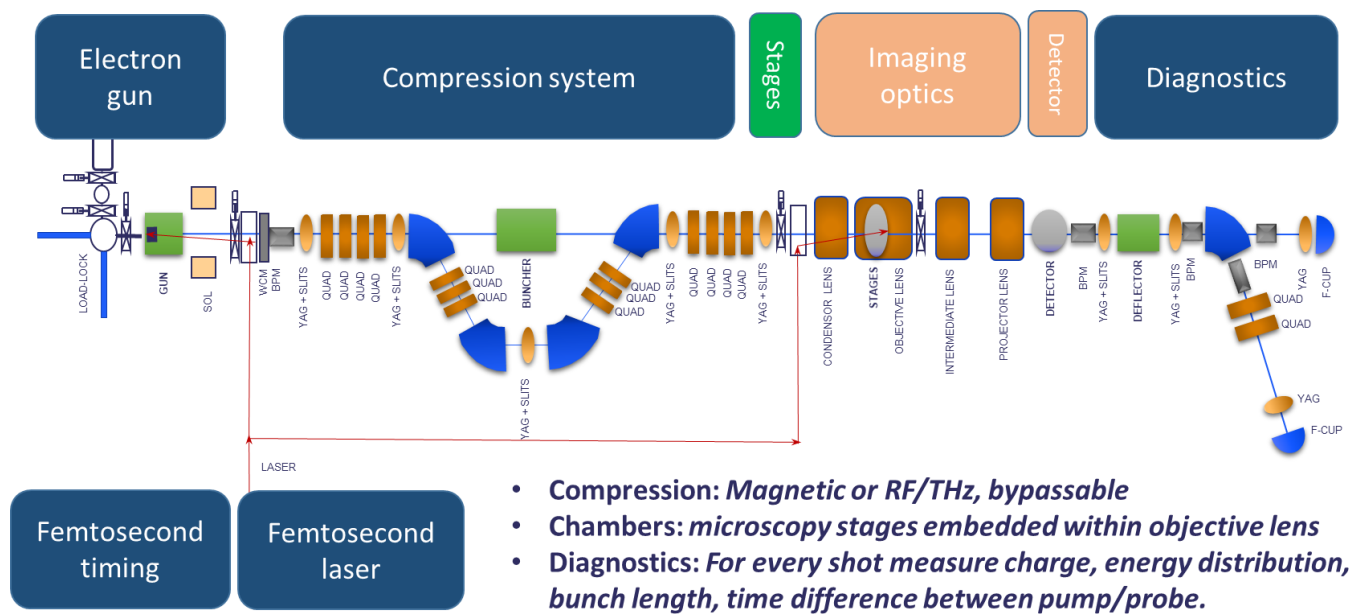 Electron
gun
Compression system
Stages
Imaging
optics
Detector
Diagnostics
LOAD-LOCK
GUN
SOL
WCM
BPM
YAG + SLITS
QUAD
QUAD
QUAD
QUAD
YAG + SLITS
QUAD
QUAD
QUAD
BUNCHER
YAG + SLITS
QUAD
QUAD
QUAD
YAG + SLITS
QUAD
QUAD
QUAD
QUAD
YAG + SLITS
CONDENSOR LENS
STAGES
OBJECTIVE LENS
INTERMEDIATE LENS
PROJECTOR LENS
DETECTOR
BPM
YAG + SLITS
DEFLECTOR
YAG + SLITS
BPM
BPM
YAG
F-CUP
QUAD
QUAD
YAG
F-CUP
LASER
Femtosecond
timing
Femtosecond
laser
• Compression: Magnetic or RF/THz, bypassable
• Chambers: microscopy stages embedded within objective lens
• Diagnostics: For every shot measure charge, energy distribution,
bunch length, time difference between pump/probe.